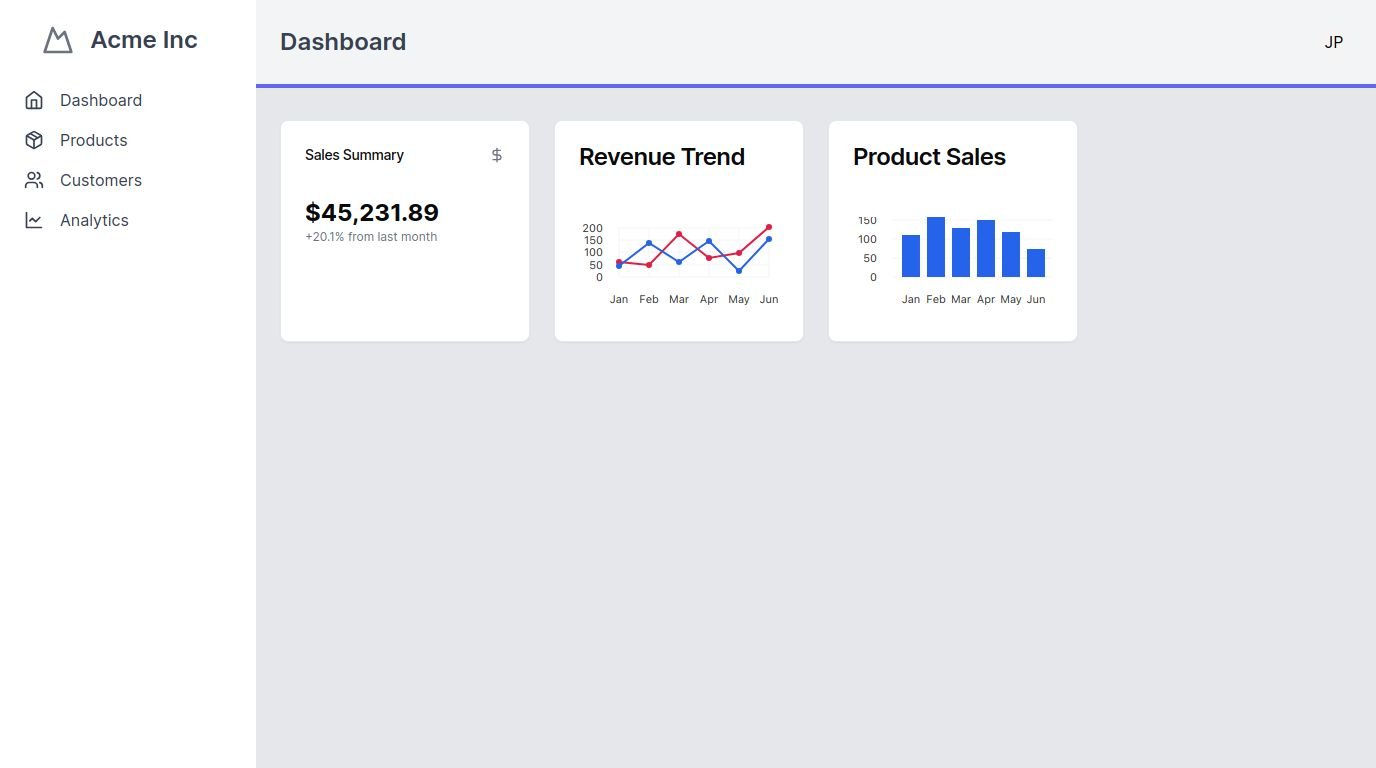 Acme Inc
Dashboard
Products
Customers
Analytics
Dashboard
JP
Sales Summary
$
$45,231.89
+20.1% from last month
Revenue Trend
200
150
100
50
0
Jan Feb Mar Apr May Jun
Product Sales
150
100
50
0
Jan Feb Mar Apr May Jun